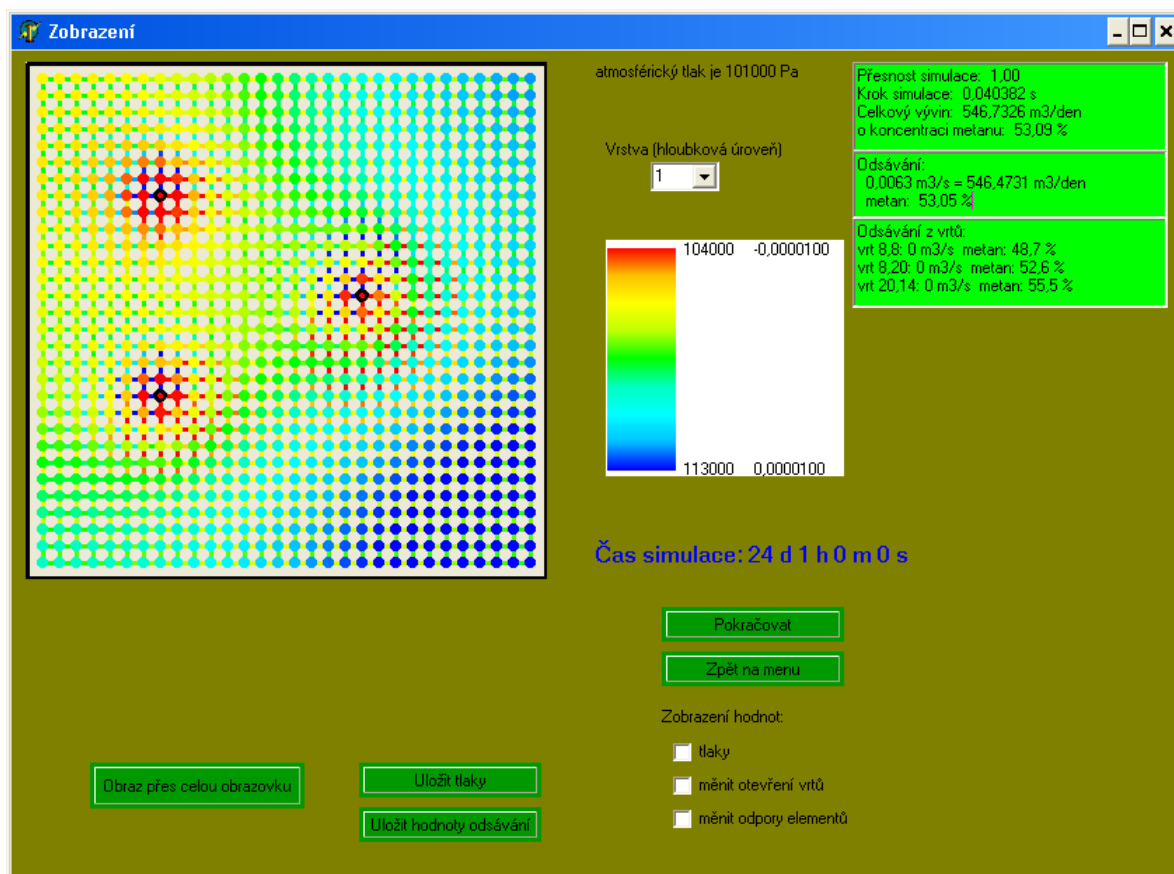 Zobrazení
atmosférický tlak je 101000 Pa
Přesnost simulace: 1,00
Krok simulace: 0,040382 s
Celkový vývin: 546,7326 m3/den
o koncentraci metanu: 53,09 %
Vrstva (hloubková úroveň)
1
Odsávání:
0,0063 m3/s = 546,4731 m3/den
metan: 53,05 %
Odsávání z vrtů:
vrt 8,8: 0 m3/s metan: 48,7 %
vrt 8,20: 0 m3/s metan: 52,6 %
vrt 20,14: 0 m3/s metan: 55,5 %
104000 -0,0000100
113000 0,0000100
Čas simulace: 24 d 1 h 0 m 0 s
Pokračovat
Zpět na menu
Zobrazení hodnot:
tlaky
měnit otevření vrtů
měnit odpory elementů
Obraz přes celou obrazovku
Uložit tlaky
Uložit hodnoty odsávání